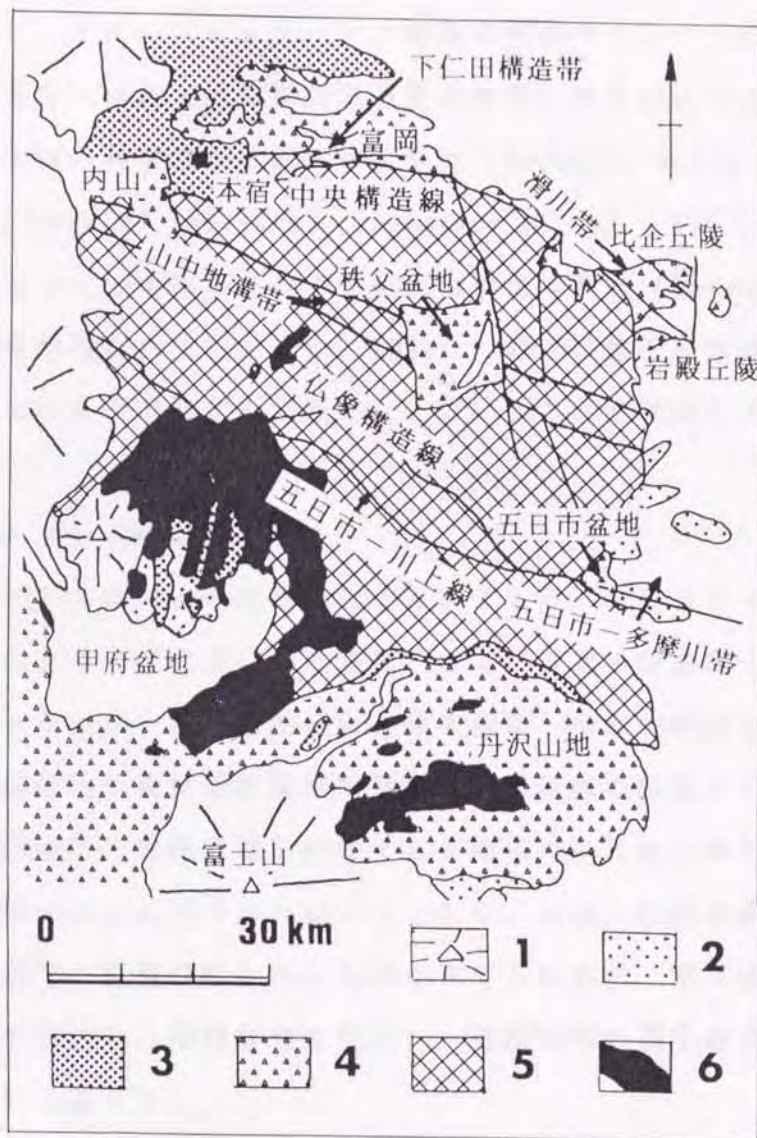 下仁田構造帯
富岡
内山
本宿
中央構造線
滑川帯
比企丘陵
山中地溝帯
秩父盆地
岩殿丘陵
仏像構造線
五日市盆地
五日市-川上線
五日市-多摩川帯
甲府盆地
丹沢山地
富士山
0 30 km
1 2
3 4 5 6